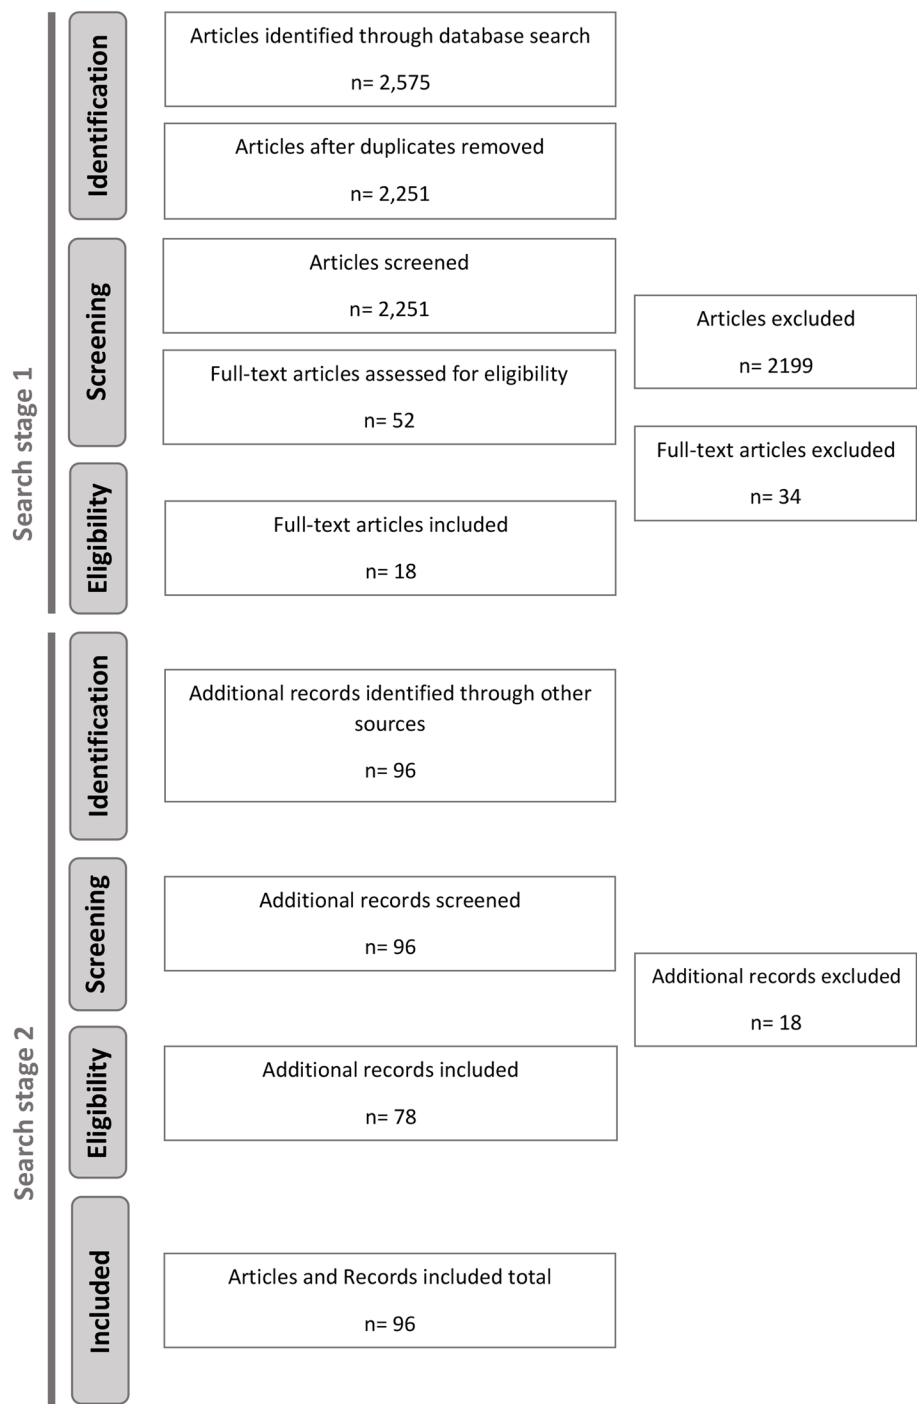 Search stage 1
Identification
Articles identified through database search
n= 2,575
Articles after duplicates removed
n= 2,251
Screening
Articles screened
n= 2,251
Articles excluded
n= 2199
Full-text articles assessed for eligibility
n= 52
Full-text articles excluded
n= 34
Eligibility
Full-text articles included
n= 18
Search stage 2
Identification
Additional records identified through other
sources
n= 96
Screening
Additional records screened
n= 96
Additional records excluded
n= 18
Eligibility
Additional records included
n= 78
Included
Articles and Records included total
n= 96